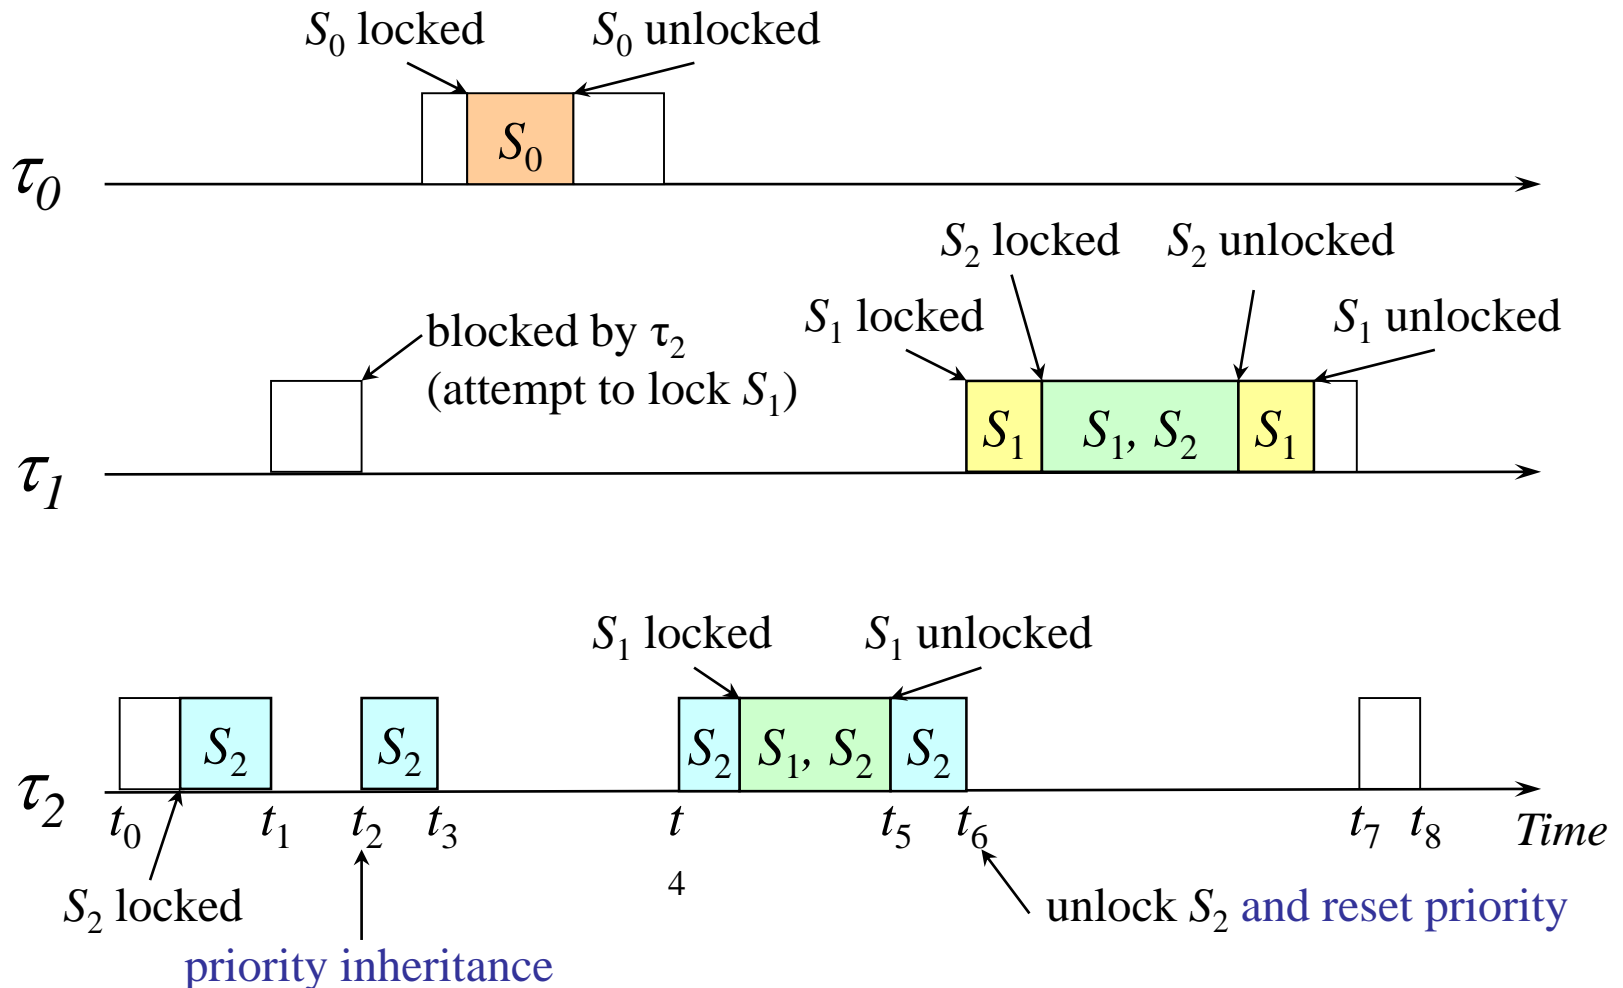 S₀ locked
S₀ unlocked
S₀
τ₀
S₂ locked
S₂ unlocked
S₁ locked
S₁ unlocked
blocked by τ₂
(attempt to lock S₁)
S₁
S₁, S₂
S₁
τ₁
S₁ locked
S₁ unlocked
S₂
S₂
S₂
S₁, S₂
S₂
τ₂
t₀
t₁
t₂
t₃
t
4
t₅
t₆
t₇
t₈
Time
S₂ locked
unlock S₂ and reset priority
priority inheritance